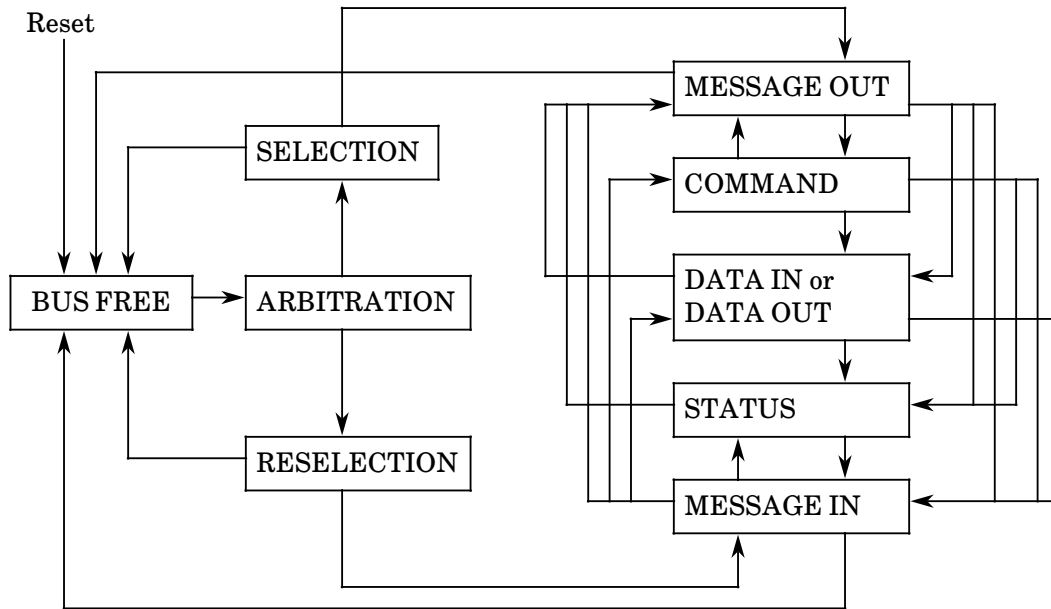 Reset
MESSAGE OUT
SELECTION
COMMAND
BUS FREE
ARBITRATION
DATA IN or
DATA OUT
STATUS
RESELECTION
MESSAGE IN